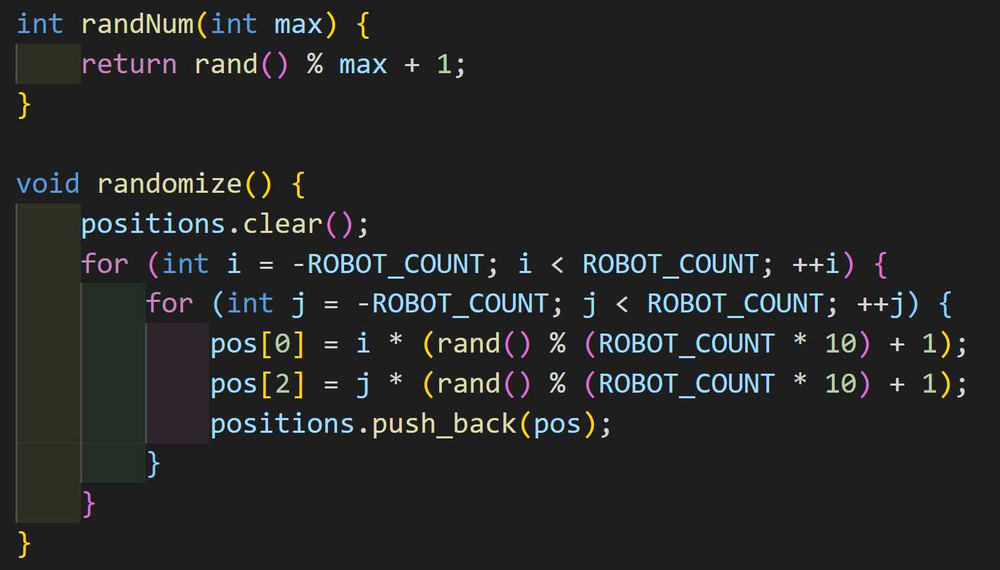 int randNum(int max) {
    return rand() % max + 1;
}

void randomize() {
    positions.clear();
    for (int i = -ROBOT_COUNT; i < ROBOT_COUNT; ++i) {
        for (int j = -ROBOT_COUNT; j < ROBOT_COUNT; ++j) {
            pos[0] = i * (rand() % (ROBOT_COUNT * 10) + 1);
            pos[2] = j * (rand() % (ROBOT_COUNT * 10) + 1);
            positions.push_back(pos);
        }
    }
}